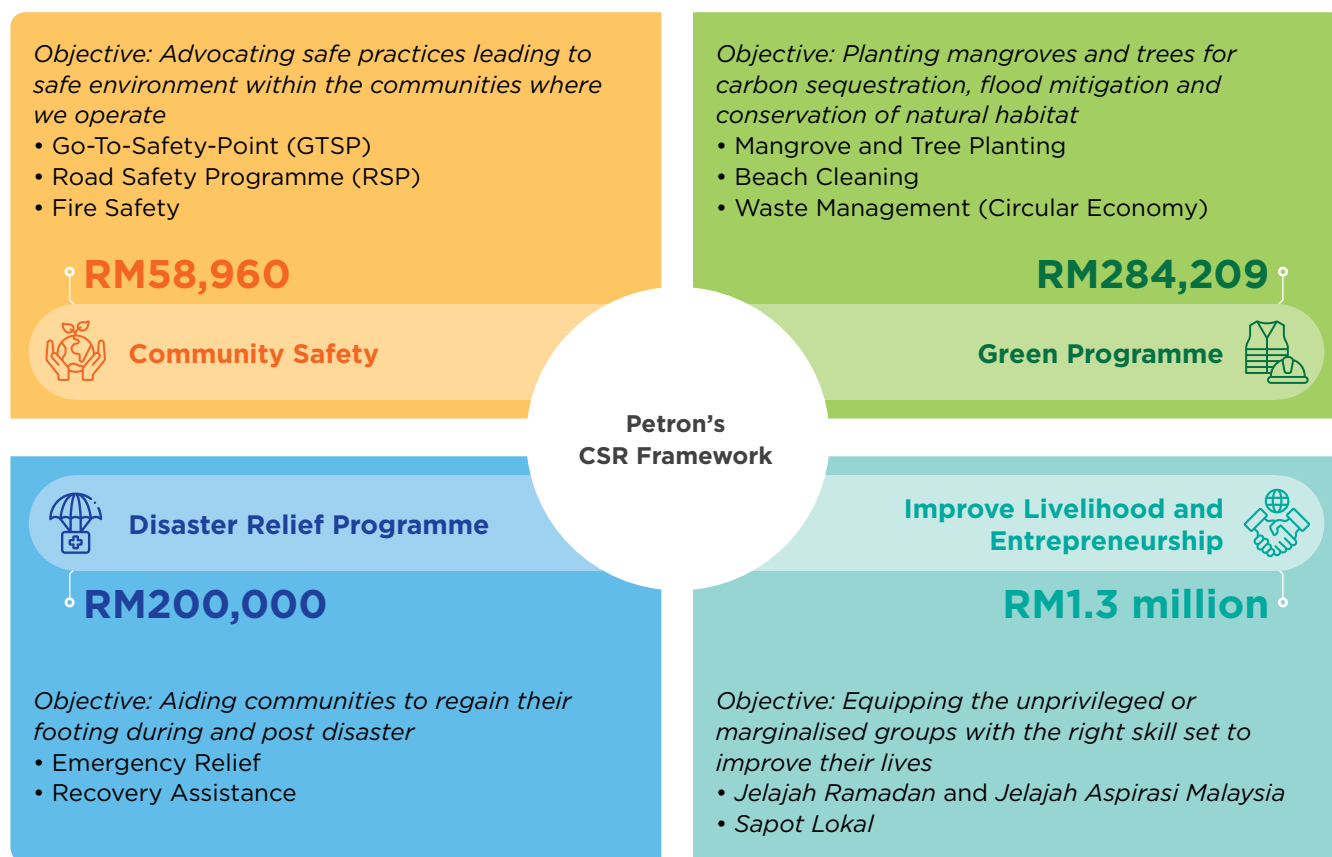 Objective: Advocating safe practices leading to
safe environment within the communities where
we operate
• Go-To-Safety-Point (GTSP)
• Road Safety Programme (RSP)
• Fire Safety
RM58,960
Community Safety
Objective: Planting mangroves and trees for
carbon sequestration, flood mitigation and
conservation of natural habitat
• Mangrove and Tree Planting
• Beach Cleaning
• Waste Management (Circular Economy)
RM284,209
Green Programme
Petron’s
CSR Framework
Disaster Relief Programme
RM200,000
Objective: Aiding communities to regain their
footing during and post disaster
• Emergency Relief
• Recovery Assistance
Improve Livelihood and
Entrepreneurship
RM1.3 million
Objective: Equipping the unprivileged or
marginalised groups with the right skill set to
improve their lives
• Jelajah Ramadan and Jelajah Aspirasi Malaysia
• Sapot Lokal